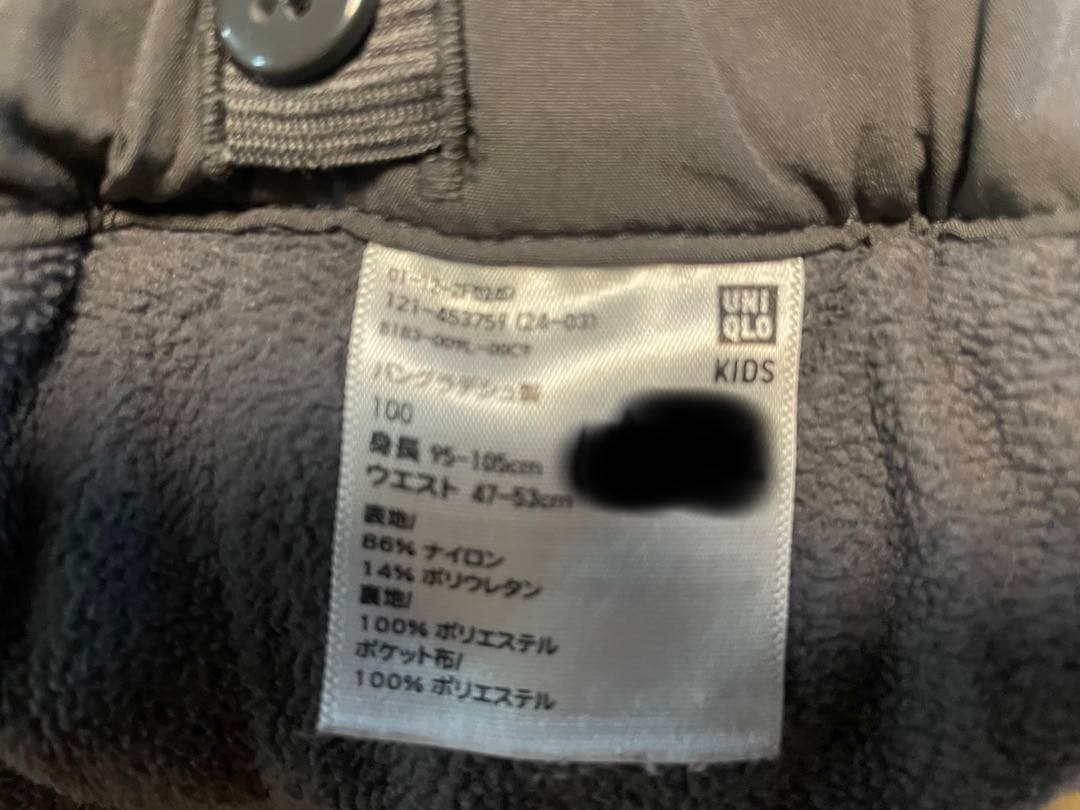 UNI
QLO
KIDS
121-453759 (24-03)
バングラデシュ製
100
身長 95-105cm
ウエスト 47-53cm
表地/
86% ナイロン
14% ポリウレタン
裏地/
100% ポリエステル
ポケット布/
100% ポリエステル